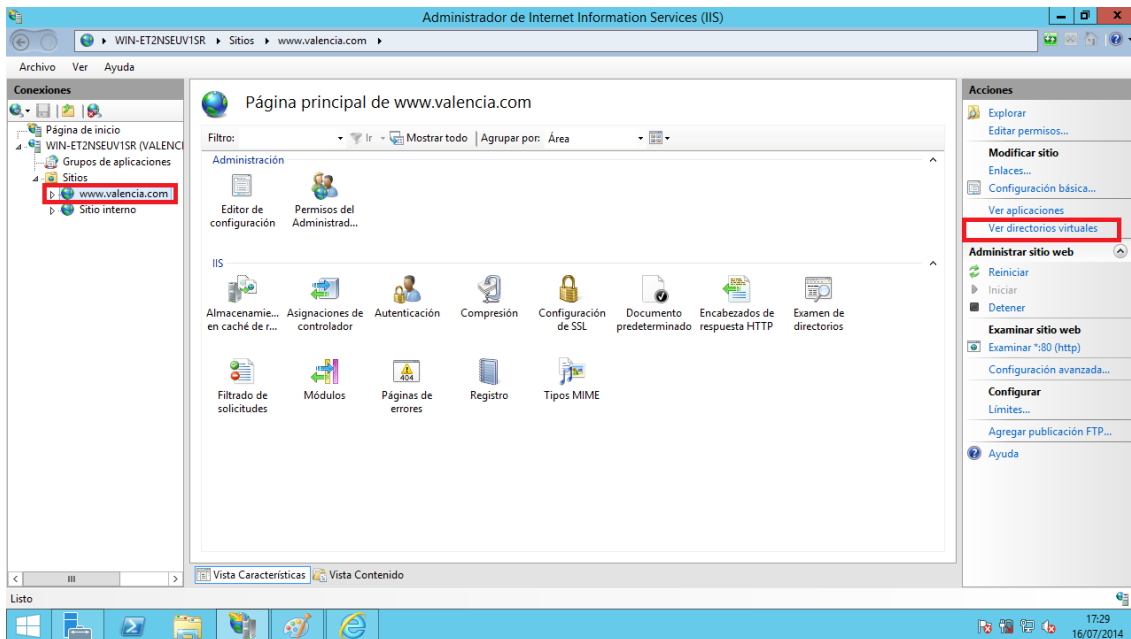 Administrador de Internet Information Services (IIS)
WIN-ET2NSEUV1SR Sitios www.valencia.com
Archivo Ver Ayuda
Conexiones
Página de inicio
WIN-ET2NSEUV1SR (VALENCI
Grupos de aplicaciones
Sitios
www.valencia.com
Sitio interno
Página principal de www.valencia.com
Filtro: Ir Mostrar todo Agrupar por: Área
Administración
Editor de configuración
Permisos del Administrad...
IIS
Almacenamie... en caché de r...
Asignaciones de controlador
Autenticación
Compresión
Configuración de SSL
Documento predeterminado
Encabezados de respuesta HTTP
Examen de directorios
Filtrado de solicitudes
Módulos
404
Páginas de errores
Registro
Tipos MIME
Vista Características Vista Contenido
Acciones
Explorar
Editar permisos...
Modificar sitio
Enlaces...
Configuración básica...
Ver aplicaciones
Ver directorios virtuales
Administrar sitio web
Reiniciar
Iniciar
Detener
Examinar sitio web
Examinar *:80 (http)
Configuración avanzada...
Configurar
Límites...
Agregar publicación FTP...
Ayuda
Listo
17:29
16/07/2014